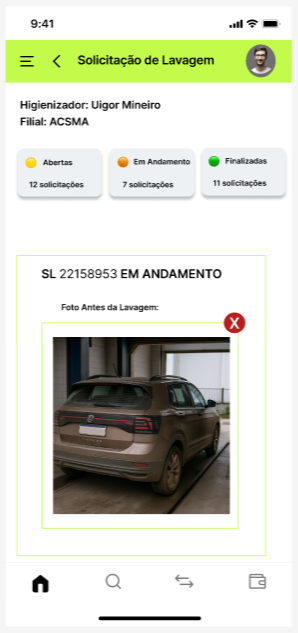 9:41
Solicitação de Lavagem
Higienizador: Uigor Mineiro
Filial: ACSMA
Abertas
12 solicitações
Em Andamento
7 solicitações
Finalizadas
11 solicitações
SL 22158953 EM ANDAMENTO
Foto Antes da Lavagem:
X